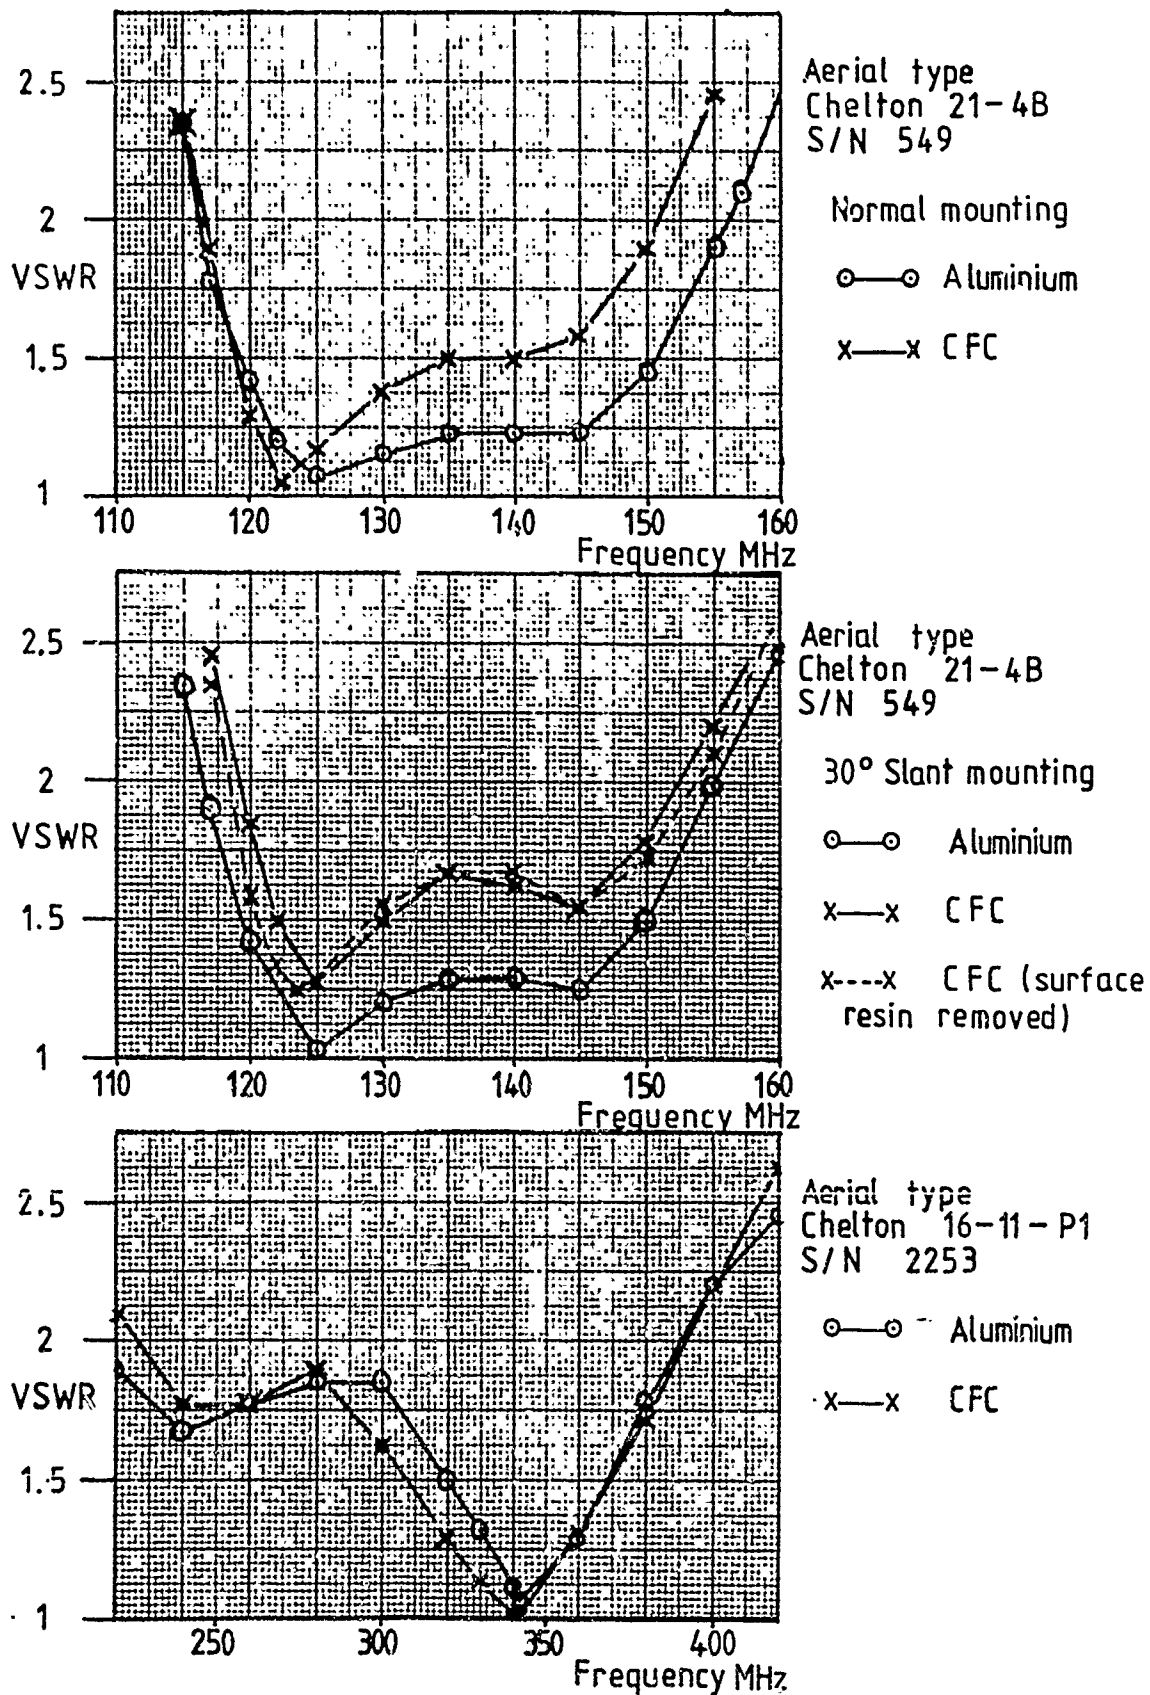 2.5
2
VSWR
1.5
1
110 120 130 140 150 160
Frequency MHz
Aerial type
Chelton 21-4B
S/N 549
Normal mounting
Aluminium
x——x CFC
2.5
2
VSWR
1.5
1
110 120 130 140 150 160
Frequency MHz
Aerial type
Chelton 21-4B
S/N 549
30° Slant mounting
Aluminium
x——x CFC
x----x CFC (surface
resin removed)
2.5
2
VSWR
1.5
1
250 300 350 400
Frequency MHz
Aerial type
Chelton 16-11-P1
S/N 2253
Aluminium
x——x CFC